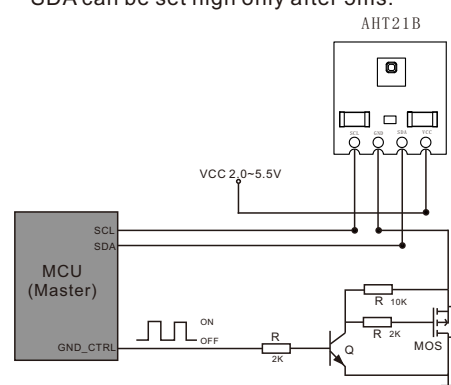 SDA can be set high only after 5ms.
AHT21B
SCL GND SDA VCC
VCC 2.0~5.5V
SCL
SDA
MCU
(Master)
GND_CTRL
ON
OFF
R
2K
Q
R 10K
R 2K
MOS